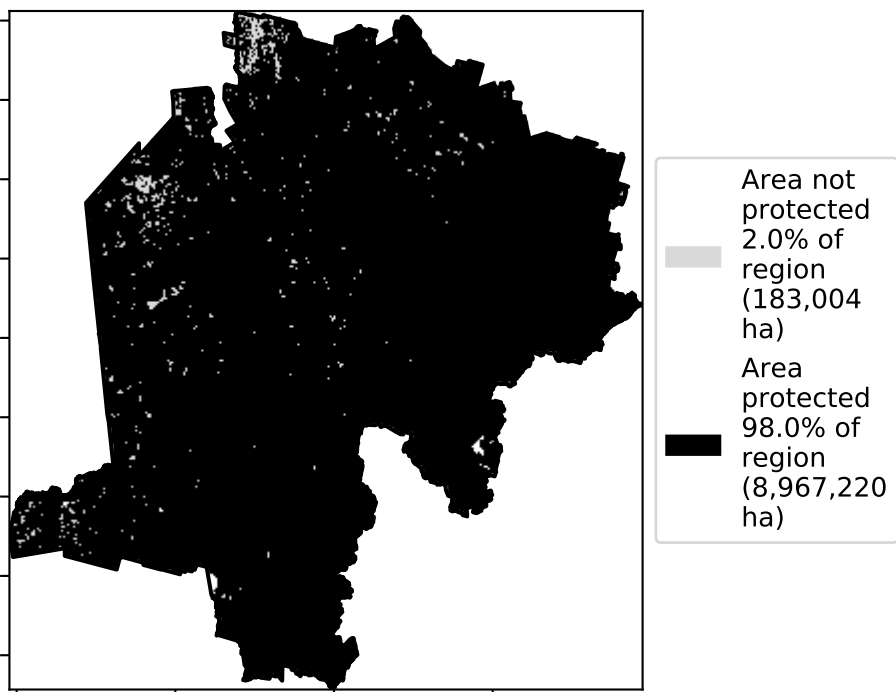 Area not
protected
2.0% of
region
(183,004
ha)
Area
protected
98.0% of
region
(8,967,220
ha)